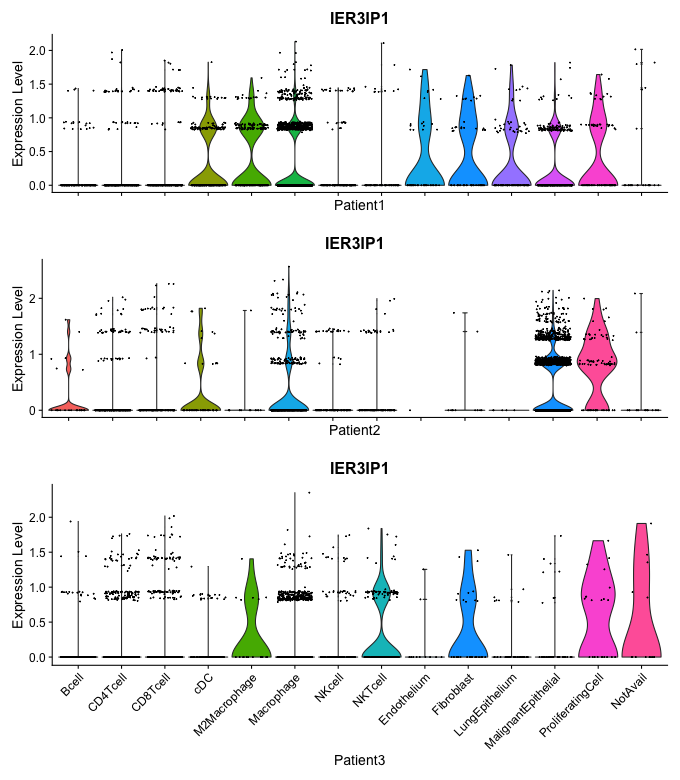 IER3IP1
Expression Level
2.0
1.5
1.0
0.5
0.0
Patient1
IER3IP1
Expression Level
2
1
0
Patient2
IER3IP1
Expression Level
2.0
1.5
1.0
0.5
0.0
Bcell
CD4Tcell
CD8Tcell
cDC
M2Macrophage
Macrophage
NKcell
NKTcell
Endothelium
Fibroblast
LungEpithelium
MalignantEpithelial
ProliferatingCell
NotAvail
Patient3